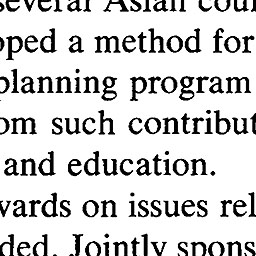 several Asian coun
oped a method for
planning program
om such contribut
and education.
wards on issues rel
ded. Jointly spons